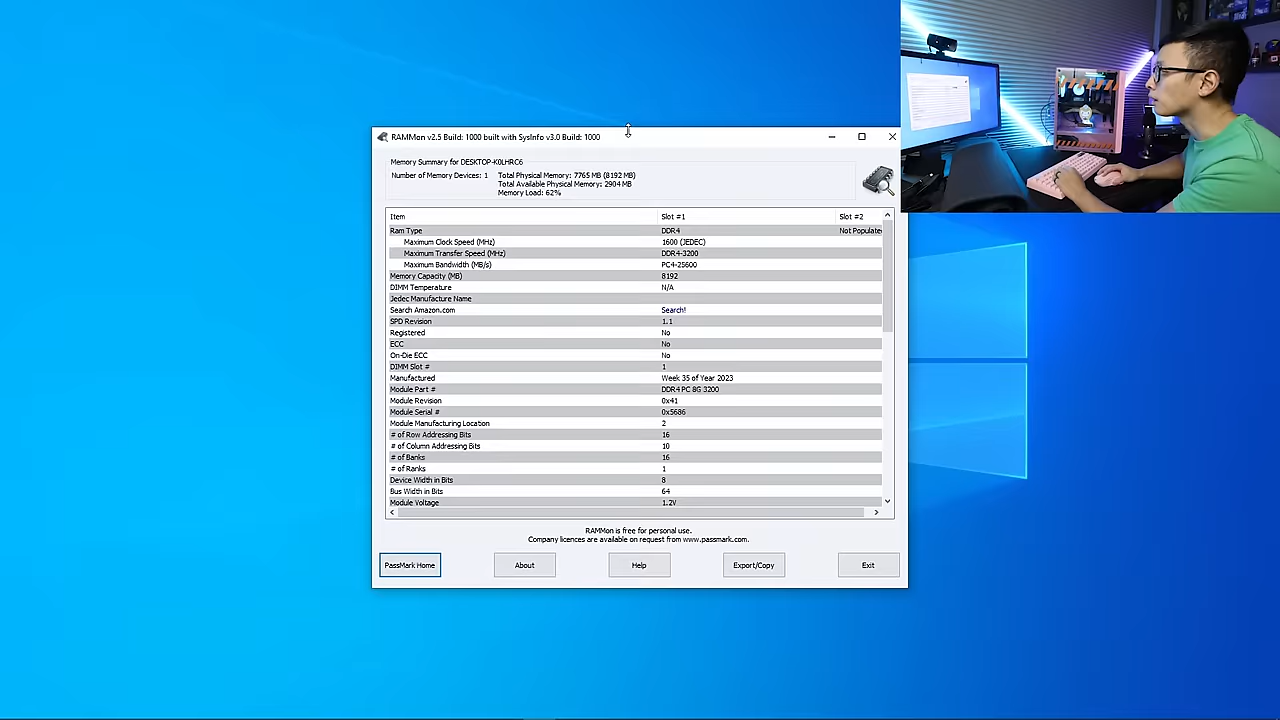 RAMMon v2.5 Build: 1000 built with SysInfo v3.0 Build: 1000
Memory Summary for DESKTOP-K0LHRC6
Number of Memory Devices: 1 Total Physical Memory: 7765 MB (8192 MB)
Total Available Physical Memory: 2904 MB
Memory Load: 62%
Item Slot #1 Slot #2
Ram Type DDR4 Not Populate
Maximum Clock Speed (MHz) 1600 (JEDEC)
Maximum Transfer Speed (MHz) DDR4-3200
Maximum Bandwidth (MB/s) PC4-25600
Memory Capacity (MB) 8192
DIMM Temperature N/A
Jedec Manufacture Name
Search Amazon.com Search!
SPD Revision 1.1
Registered No
ECC No
On-Die ECC No
DIMM Slot # 1
Manufactured Week 35 of Year 2023
Module Part # DDR4 PC 8G 3200
Module Revision 0x41
Module Serial # 0x5686
Module Manufacturing Location 2
# of Row Addressing Bits 16
# of Column Addressing Bits 10
# of Banks 16
# of Ranks 1
Device Width in Bits 8
Bus Width in Bits 64
Module Voltage 1.2V
RAMMon is free for personal use.
Company licences are available on request from www.passmark.com.
PassMark Home About Help Export/Copy Exit